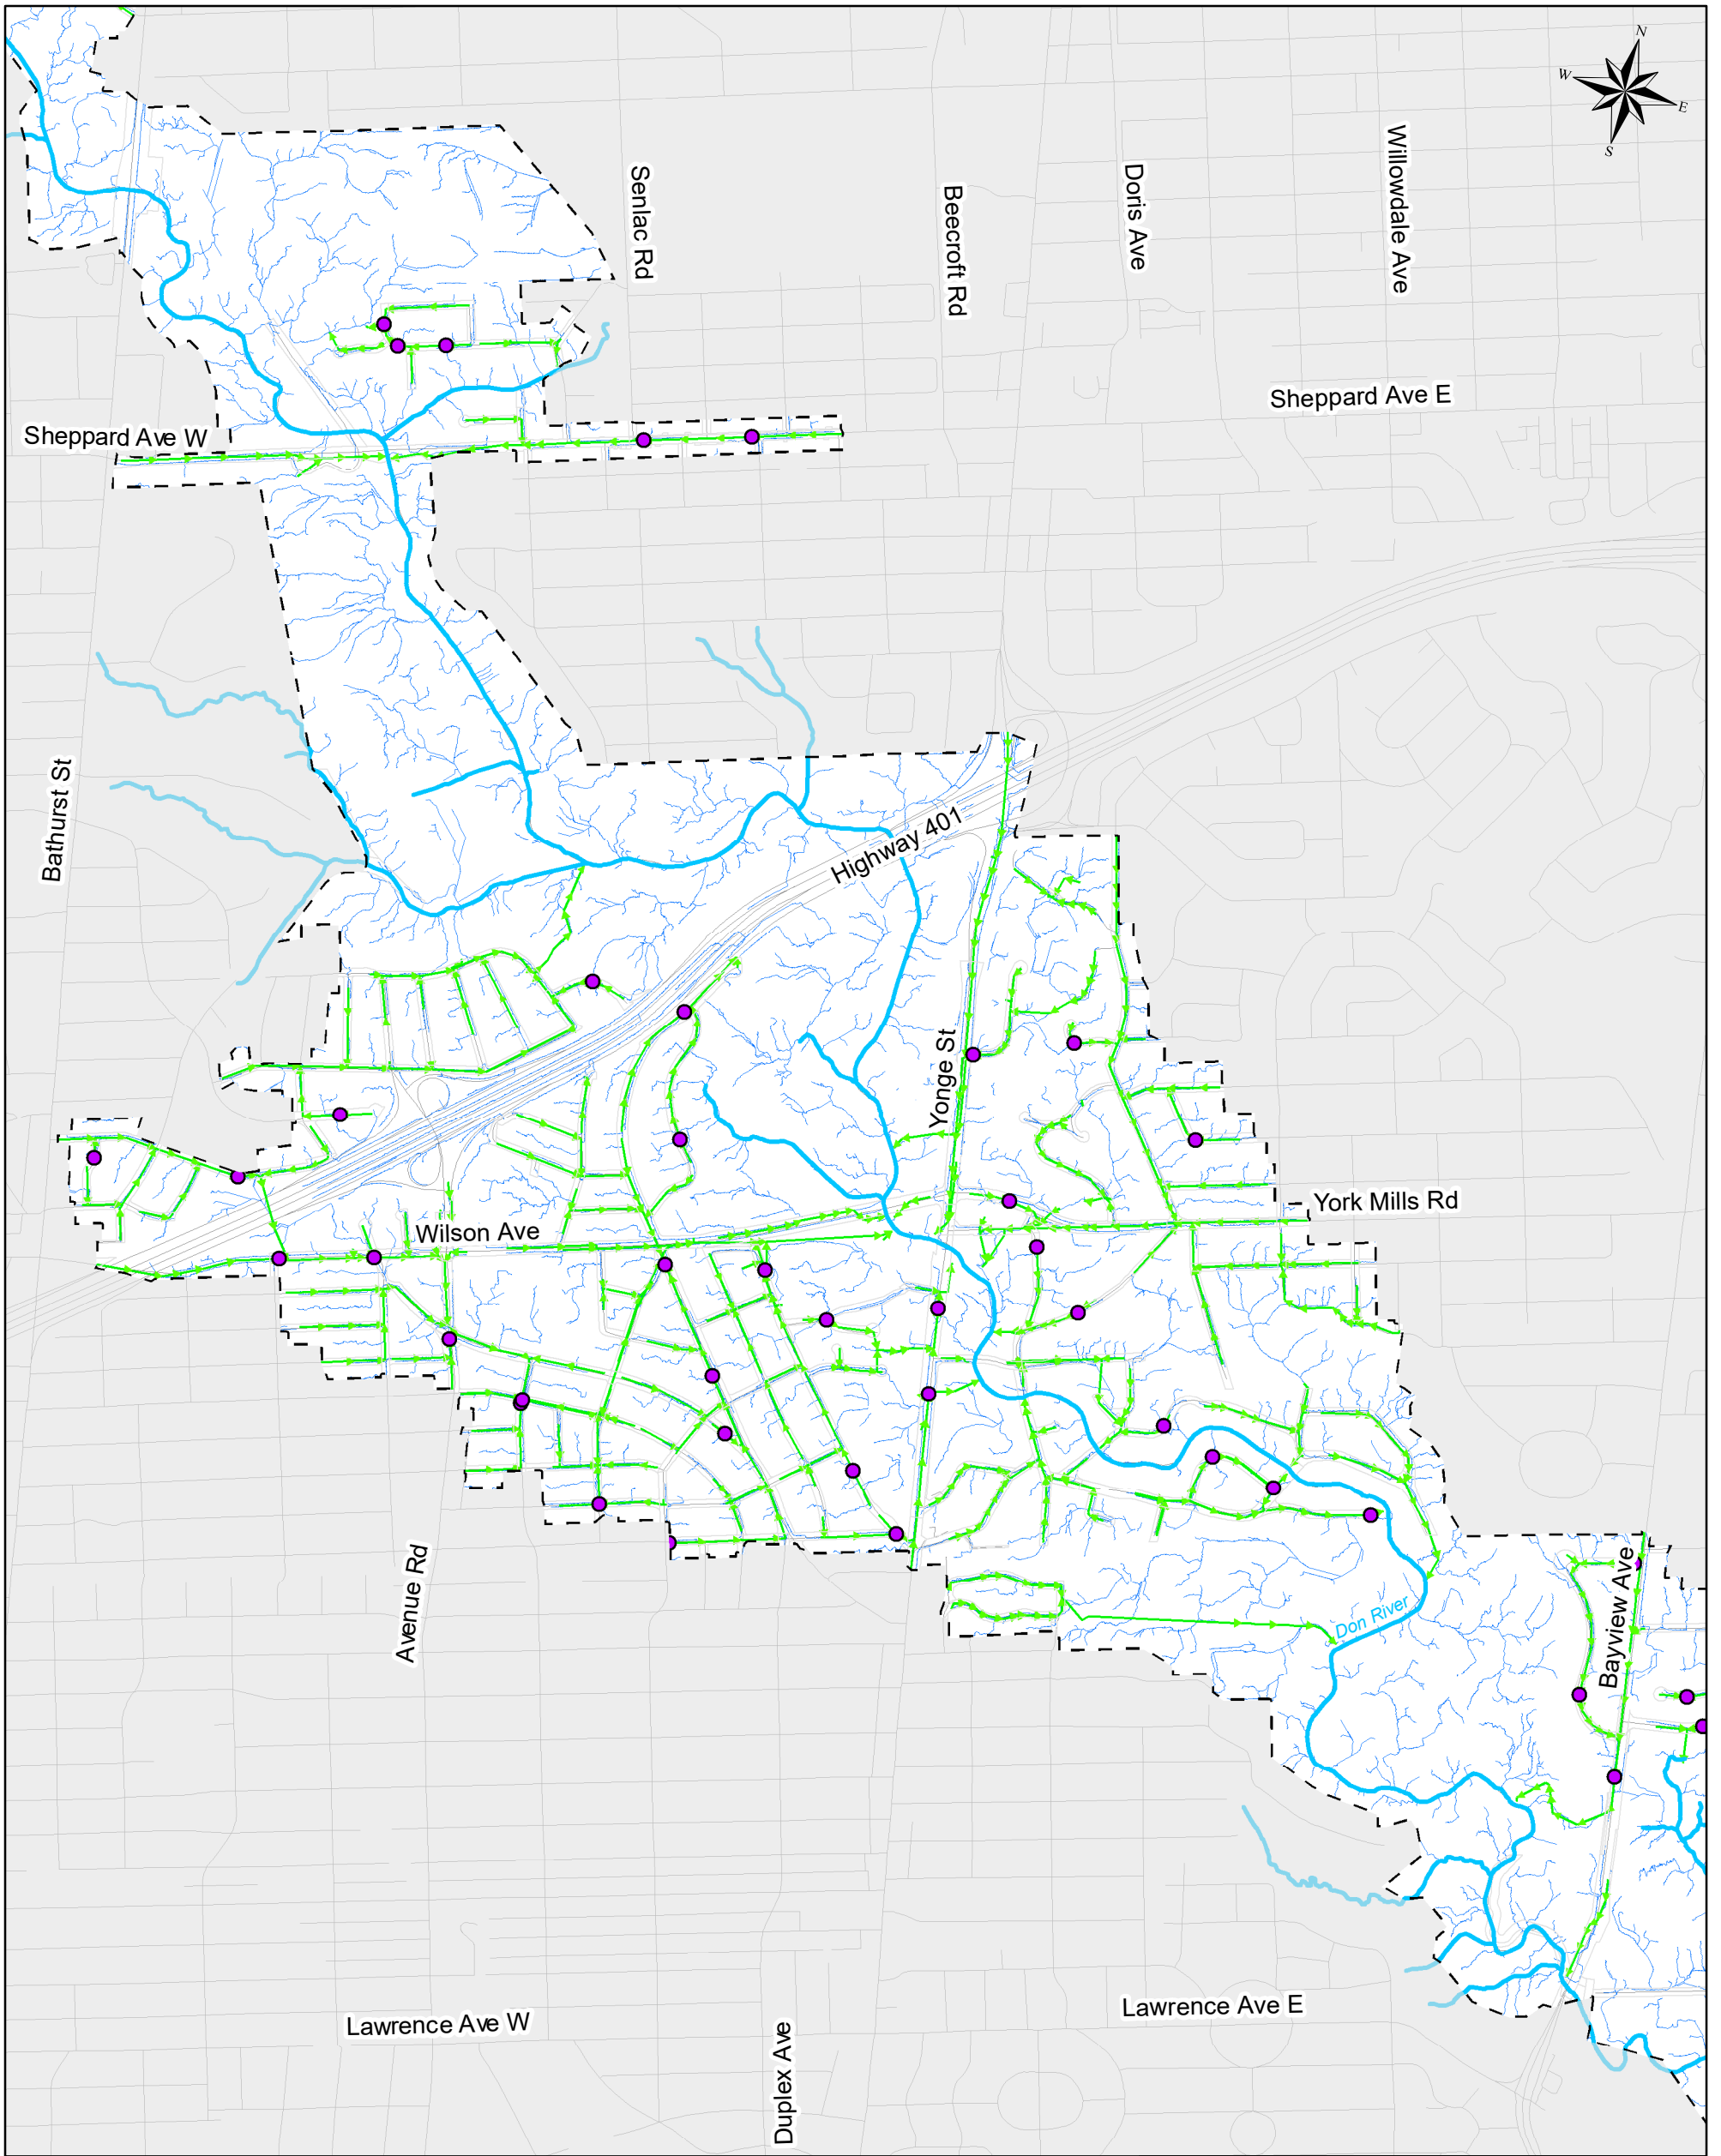 N
W
E
S
Senlac Rd
Beecroft Rd
Doris Ave
Willowdale Ave
Sheppard Ave E
Sheppard Ave W
Bathurst St
Highway 401
Yonge St
York Mills Rd
Wilson Ave
Avenue Rd
Don River
Bayview Ave
Lawrence Ave E
Lawrence Ave W
Duplex Ave